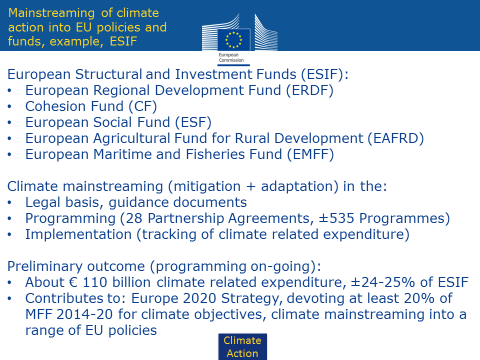 Mainstreaming of climate
action into EU policies and
funds, example, ESIF
European
Commission
European Structural and Investment Funds (ESIF):
• European Regional Development Fund (ERDF)
• Cohesion Fund (CF)
• European Social Fund (ESF)
• European Agricultural Fund for Rural Development (EAFRD)
• European Maritime and Fisheries Fund (EMFF)
Climate mainstreaming (mitigation + adaptation) in the:
• Legal basis, guidance documents
• Programming (28 Partnership Agreements, ±535 Programmes)
• Implementation (tracking of climate related expenditure)
Preliminary outcome (programming on-going):
• About € 110 billion climate related expenditure, ±24-25% of ESIF
• Contributes to: Europe 2020 Strategy, devoting at least 20% of
MFF 2014-20 for climate objectives, climate mainstreaming into a
range of EU policies
Climate
Action